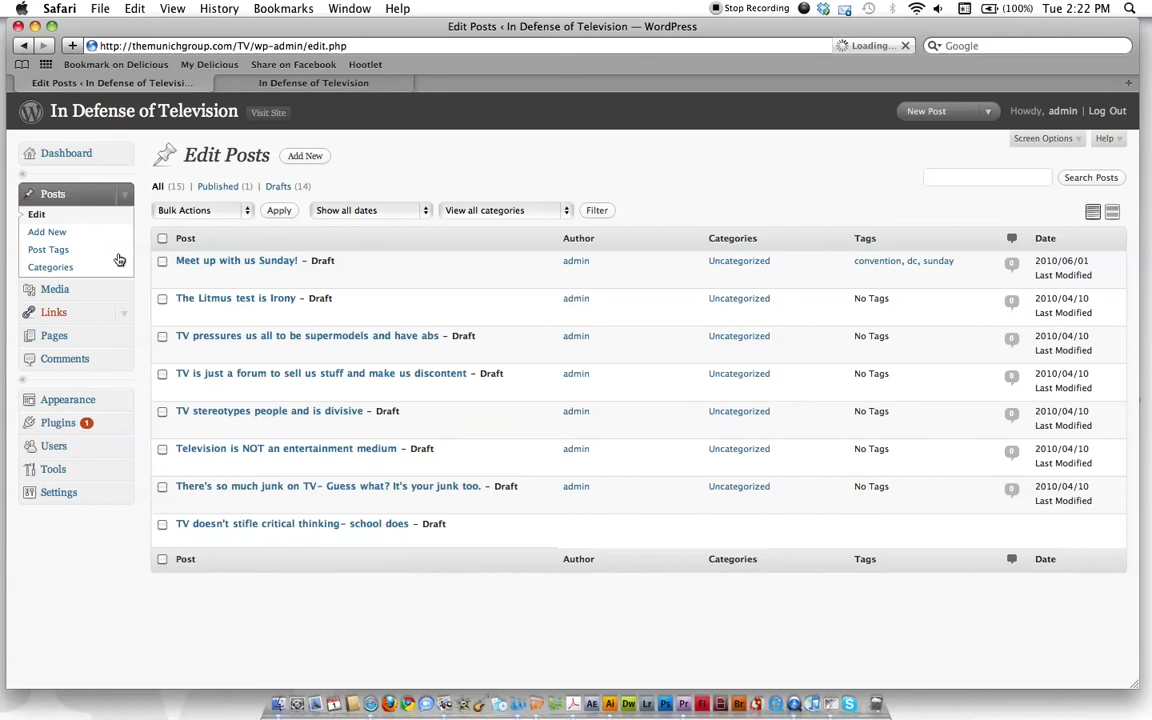 Safari File Edit View History Bookmarks Window Help Stop Recording (100%) Tue 2:22 PM
Edit Posts ‹ In Defense of Television — WordPress
http://themunichgroup.com/TV/wp-admin/edit.php Loading... Google
Bookmark on Delicious My Delicious Share on Facebook Hootlet
Edit Posts ‹ In Defense of Televisi... In Defense of Television
In Defense of Television Visit Site New Post Howdy, admin | Log Out
Screen Options Help
Dashboard
Edit Posts Add New
All (15) | Published (1) | Drafts (14)
Search Posts
Posts
Edit
Add New
Post Tags
Categories
Media
Links
Pages
Comments
Appearance
Plugins 1
Users
Tools
Settings
Bulk Actions Apply Show all dates View all categories Filter
Post Author Categories Tags Date
Meet up with us Sunday! – Draft admin Uncategorized convention, dc, sunday 0 2010/06/01
Last Modified
The Litmus test is Irony – Draft admin Uncategorized No Tags 0 2010/04/10
Last Modified
TV pressures us all to be supermodels and have abs – Draft admin Uncategorized No Tags 0 2010/04/10
Last Modified
TV is just a forum to sell us stuff and make us discontent – Draft admin Uncategorized No Tags 0 2010/04/10
Last Modified
TV stereotypes people and is divisive – Draft admin Uncategorized No Tags 0 2010/04/10
Last Modified
Television is NOT an entertainment medium – Draft admin Uncategorized No Tags 0 2010/04/10
Last Modified
There's so much junk on TV– Guess what? It's your junk too. – Draft admin Uncategorized No Tags 0 2010/04/10
Last Modified
TV doesn't stifle critical thinking– school does – Draft
Post Author Categories Tags Date
AE Ai Dw Lr Ps Pr Fl Br